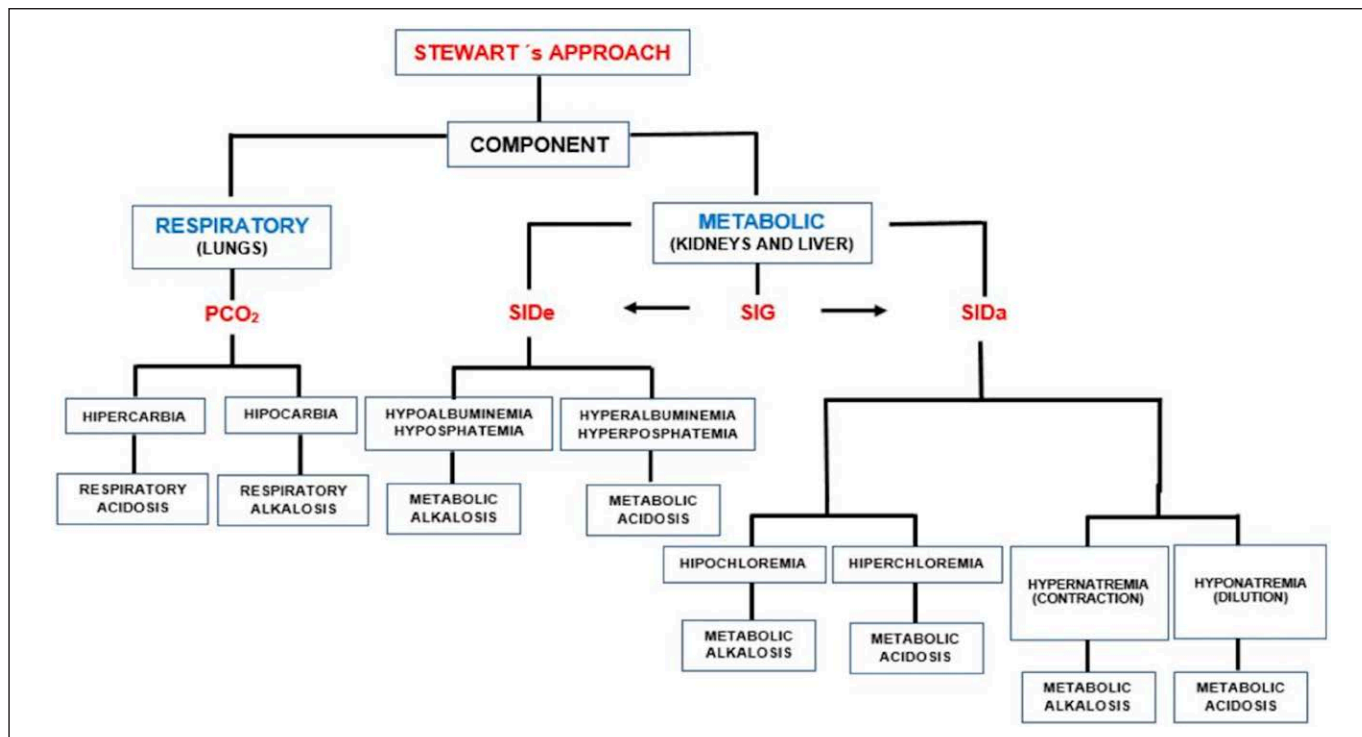 STEWART ´s APPROACH
COMPONENT
RESPIRATORY
(LUNGS)
METABOLIC
(KIDNEYS AND LIVER)
PCO₂
SIDe
SIG
SIDa
HIPERCARBIA
HIPOCARBIA
HYPOALBUMINEMIA
HYPOSPHATEMIA
HYPERALBUMINEMIA
HYPERPOSPHATEMIA
RESPIRATORY
ACIDOSIS
RESPIRATORY
ALKALOSIS
METABOLIC
ALKALOSIS
METABOLIC
ACIDOSIS
HIPOCHLOREMIA
HIPERCHLOREMIA
HYPERNATREMIA
(CONTRACTION)
HYPONATREMIA
(DILUTION)
METABOLIC
ALKALOSIS
METABOLIC
ACIDOSIS
METABOLIC
ALKALOSIS
METABOLIC
ACIDOSIS